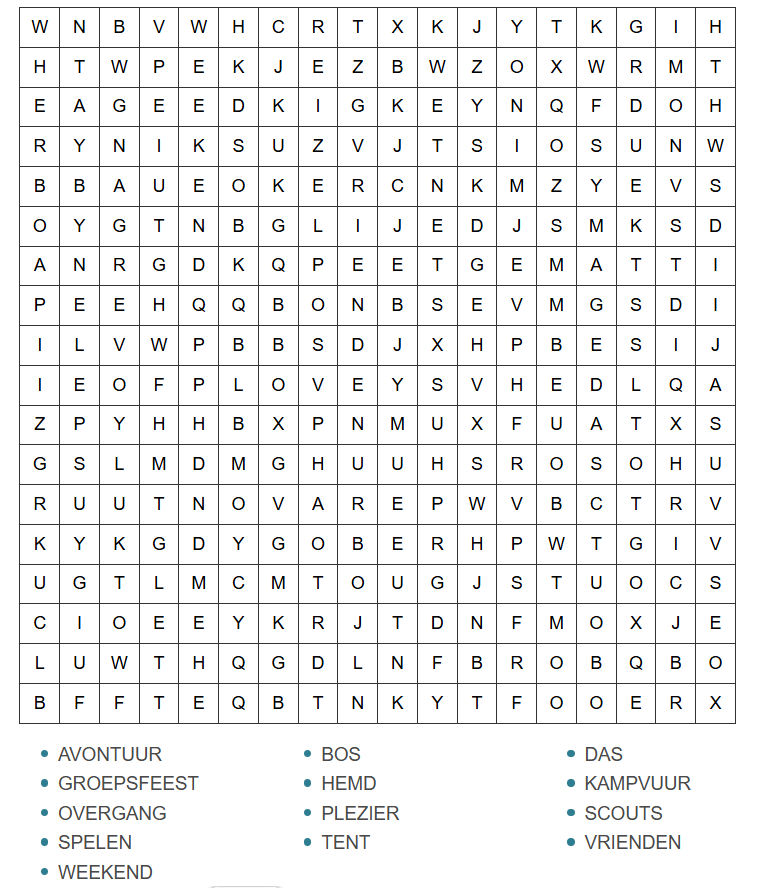 W N B V W H C R T X K J Y T K G I H
H T W P E K J E Z B W Z O X W R M T
E A G E E D K I G K E Y N Q F D O H
R Y N I K S U Z V J T S I O S U N W
B B A U E O K E R C N K M Z Y E V S
O Y G T N B G L I J E D J S M K S D
A N R G D K Q P E E T G E M A T T I
P E E H Q Q B O N B S E V M G S D I
I L V W P B B S D J X H P B E S I J
I E O F P L O V E Y S V H E D L Q A
Z P Y H H B X P N M U X F U A T X S
G S L M D M G H U U H S R O S O H U
R U U T N O V A R E P W V B C T R V
K Y K G D Y G O B E R H P W T G I V
U G T L M C M T O U G J S T U O C S
C I O E E Y K R J T D N F M O X J E
L U W T H Q G D L N F B R O B Q B O
B F F T E Q B T N K Y T F O O E R X
• AVONTUUR • BOS • DAS
• GROEPSFEEST • HEMD • KAMPVUUR
• OVERGANG • PLEZIER • SCOUTS
• SPELEN • TENT • VRIENDEN
• WEEKEND